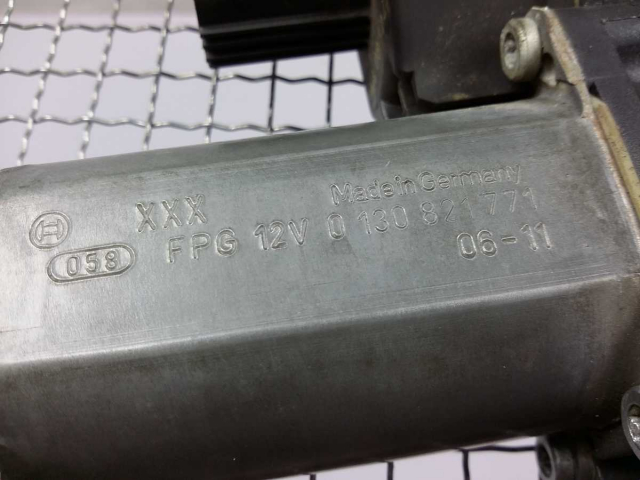 XXX Made in Germany
058 FPG 12V 0 130 821 771
06-11